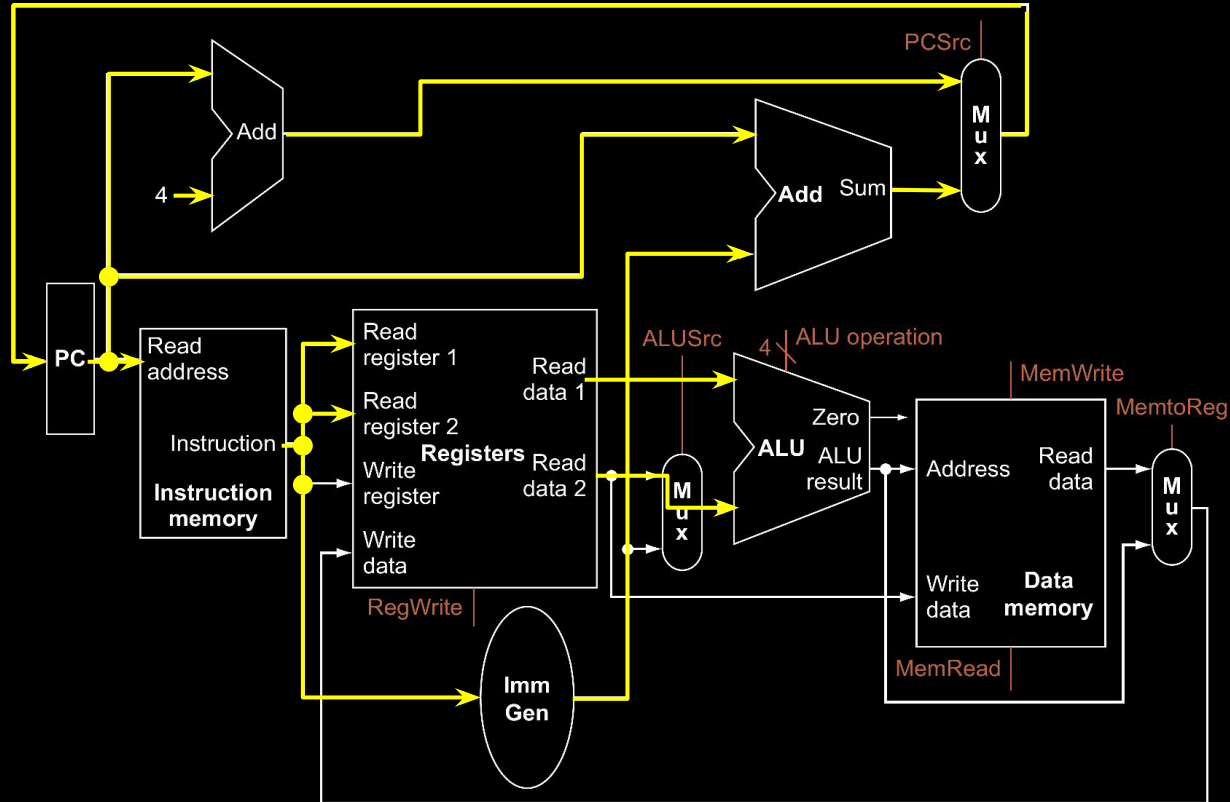 PCSrc
Add
4
M
u
x
Add
Sum
PC
Read
address
Instruction
Instruction
memory
Read
register 1
Read
register 2
Registers
Write
register
Write
data
Read
data 1
Read
data 2
RegWrite
Imm
Gen
ALUSrc
M
u
x
4
ALU operation
Zero
ALU
ALU
result
MemWrite
Address
Read
data
Write
data
Data
memory
MemRead
MemtoReg
M
u
x